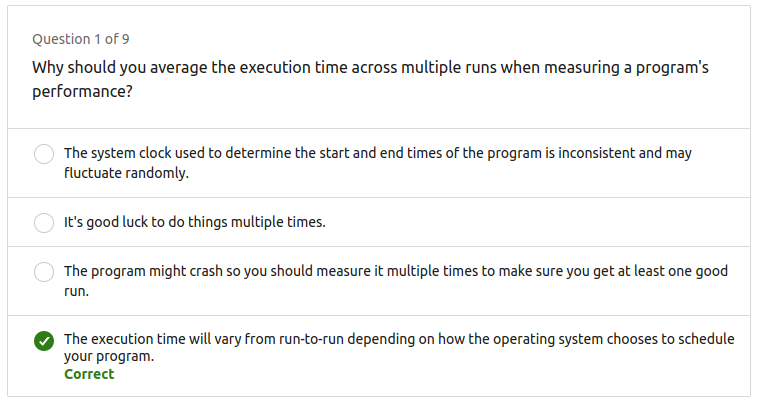 Question 1 of 9
Why should you average the execution time across multiple runs when measuring a program's
performance?
The system clock used to determine the start and end times of the program is inconsistent and may
fluctuate randomly.
It's good luck to do things multiple times.
The program might crash so you should measure it multiple times to make sure you get at least one good
run.
The execution time will vary from run-to-run depending on how the operating system chooses to schedule
your program.
Correct